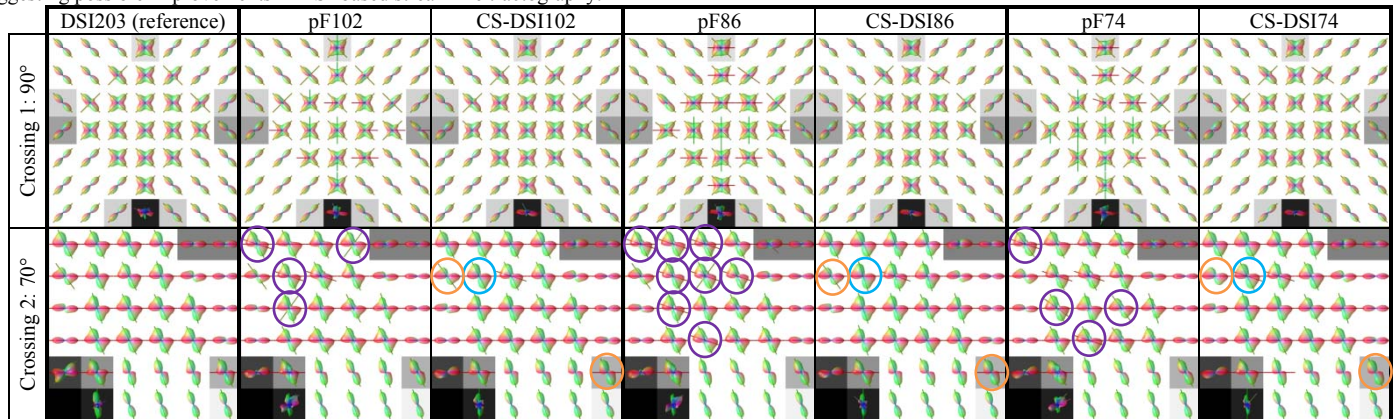 DSI203 (reference) pF102 CS-DSI102 pF86 CS-DSI86 pF74 CS-DSI74
Crossing 1: 90°
Crossing 2: 70°